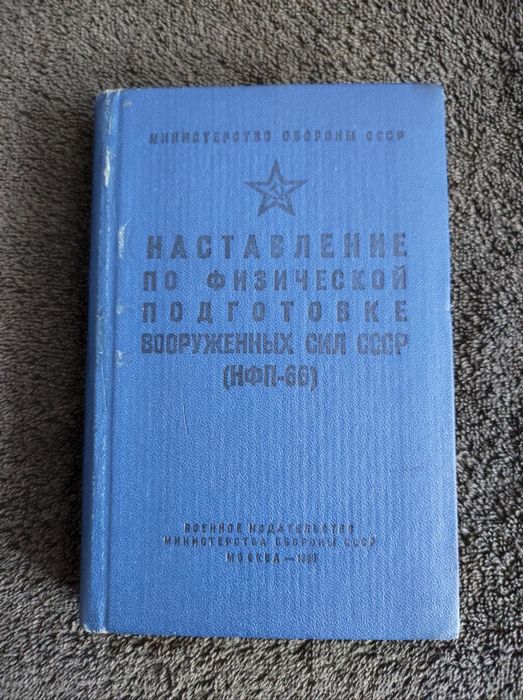 МИНИСТЕРСТВО ОБОРОНЫ СССР
НАСТАВЛЕНИЕ
ПО ФИЗИЧЕСКОЙ
ПОДГОТОВКЕ
ВООРУЖЕННЫХ СИЛ СССР
(НФП-66)
ВОЕННОЕ ИЗДАТЕЛЬСТВО
МИНИСТЕРСТВА ОБОРОНЫ СССР
МОСКВА —